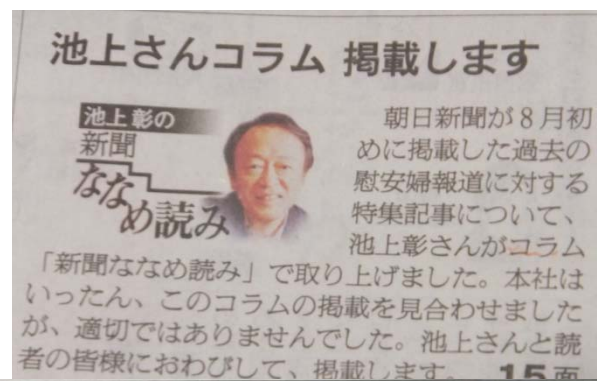 池上さんコラム 掲載します
池上彰の
新聞
ななめ読み
朝日新聞が8月初
めに掲載した過去の
慰安婦報道に対する
特集記事について、
池上彰さんがコラム
「新聞ななめ読み」で取り上げました。本社は
いったん、このコラムの掲載を見合わせました
が、適切ではありませんでした。池上さんと読
者の皆様におわびして、掲載します。 15面